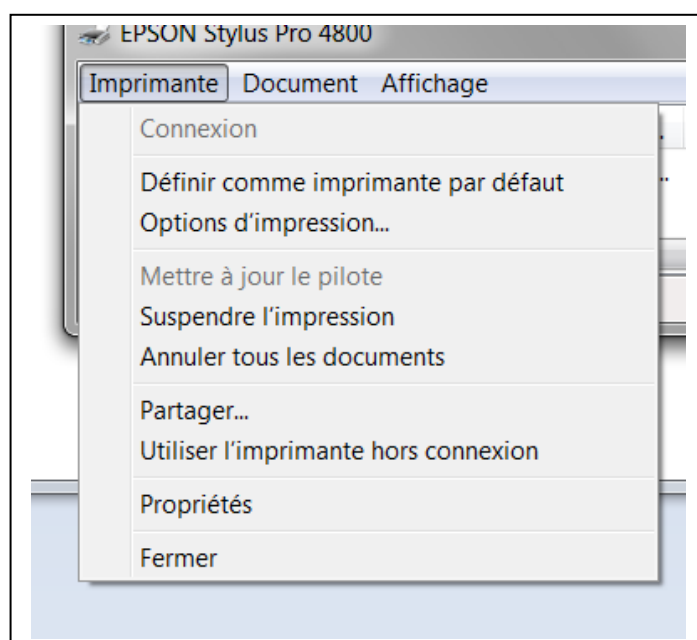 EPSON Stylus Pro 4800
Imprimante Document Affichage
Connexion
Définir comme imprimante par défaut
Options d'impression...
Mettre à jour le pilote
Suspendre l'impression
Annuler tous les documents
Partager...
Utiliser l'imprimante hors connexion
Propriétés
Fermer